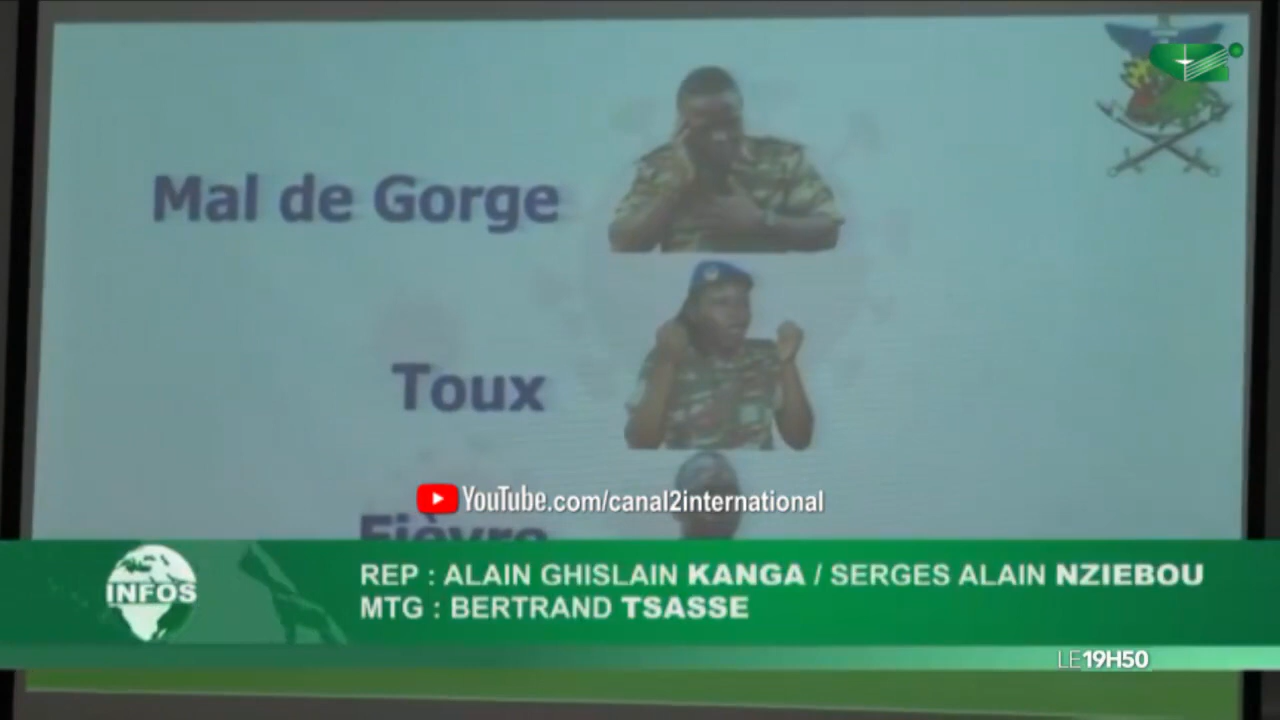 Mal de Gorge
Toux
YouTube.com/canal2international
Fièvre
INFOS
REP : ALAIN GHISLAIN KANGA / SERGES ALAIN NZIEBOU
MTG : BERTRAND TSASSE
LE19H50